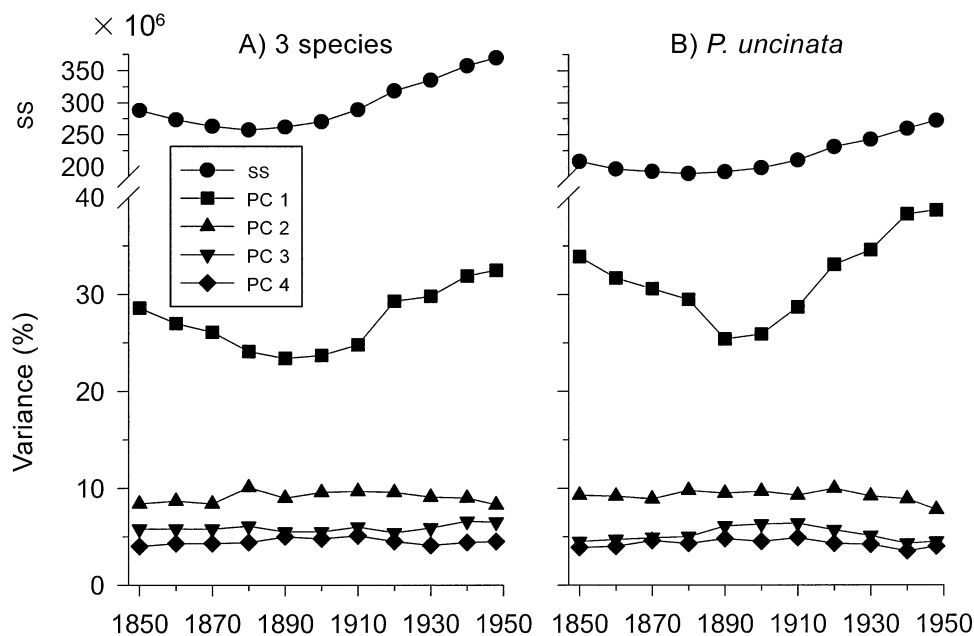 × 10⁶
A) 3 species
B) P. uncinata
350
300
250
200
ss
ss
PC 1
PC 2
PC 3
PC 4
40
30
20
10
0
Variance (%)
1850 1870 1890 1910 1930 1950
1850 1870 1890 1910 1930 1950